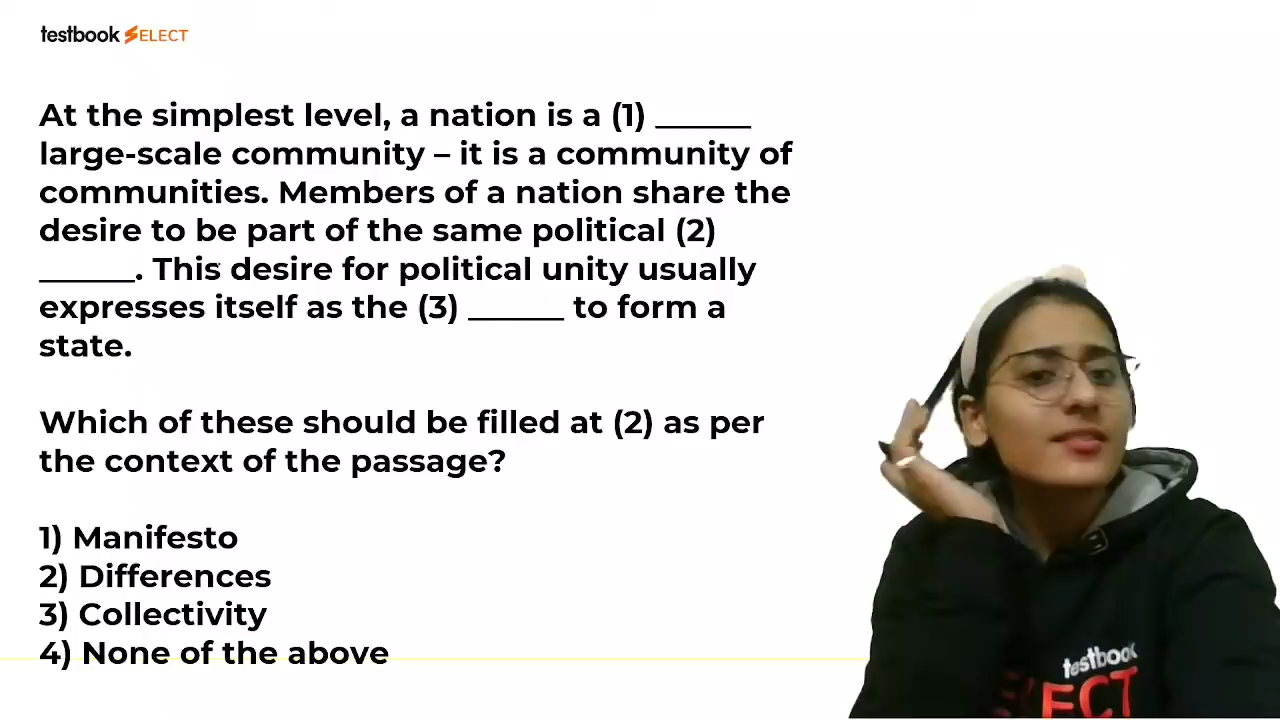 testbook SELECT
At the simplest level, a nation is a (1) ______
large-scale community – it is a community of
communities. Members of a nation share the
desire to be part of the same political (2)
______. This desire for political unity usually
expresses itself as the (3) ______ to form a
state.
Which of these should be filled at (2) as per
the context of the passage?
1) Manifesto
2) Differences
3) Collectivity
4) None of the above
testbook
ELECT